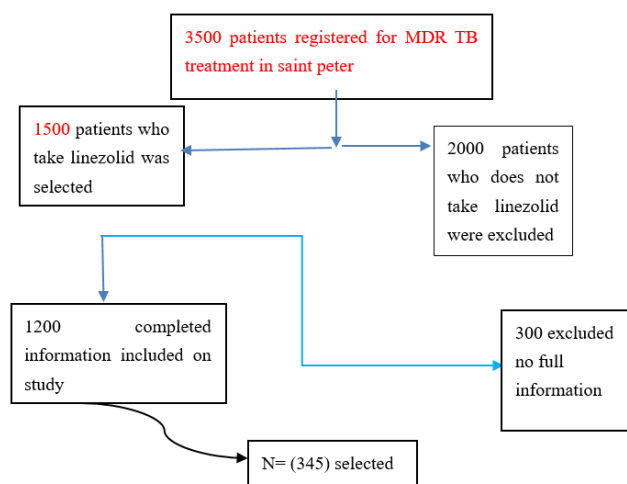 3500 patients registered for MDR TB
treatment in saint peter
1500 patients who
take linezolid was
selected
2000 patients
who does not
take linezolid
were excluded
1200 completed
information included on
study
300 excluded
no full
information
N= (345) selected